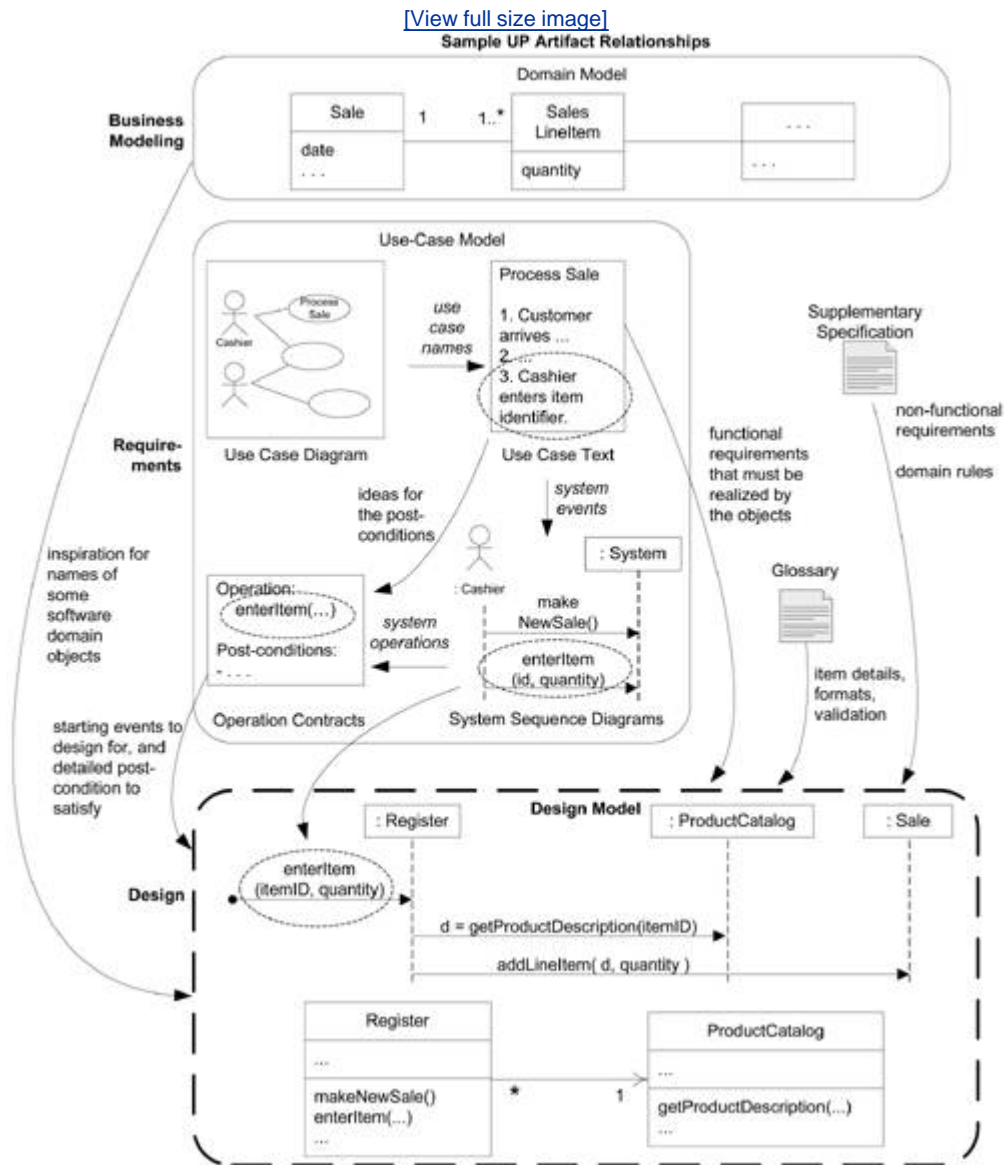 [View full size image]
Sample UP Artifact Relationships
Domain Model
Business
Modeling
Sale
date
. . .
1
1..*
Sales
LineItem
quantity
. . .
. . .
Use-Case Model
Require-
ments
Process
Sale
Cashier
Use Case Diagram
use
case
names
Process Sale
1. Customer
arrives ...
2. ...
3. Cashier
enters item
identifier.
Use Case Text
Supplementary
Specification
non-functional
requirements
domain rules
functional
requirements
that must be
realized by
the objects
ideas for
the post-
conditions
system
events
inspiration for
names of
some
software
domain
objects
Operation:
enterItem(...)
Post-conditions:
- . . .
Operation Contracts
system
operations
: Cashier
: System
make
NewSale()
enterItem
(id, quantity)
System Sequence Diagrams
Glossary
item details,
formats,
validation
starting events to
design for, and
detailed post-
condition to
satisfy
Design Model
Design
: Register
: ProductCatalog
: Sale
enterItem
(itemID, quantity)
d = getProductDescription(itemID)
addLineItem( d, quantity )
Register
...
makeNewSale()
enterItem(...)
...
*
1
ProductCatalog
...
getProductDescription(...)
...